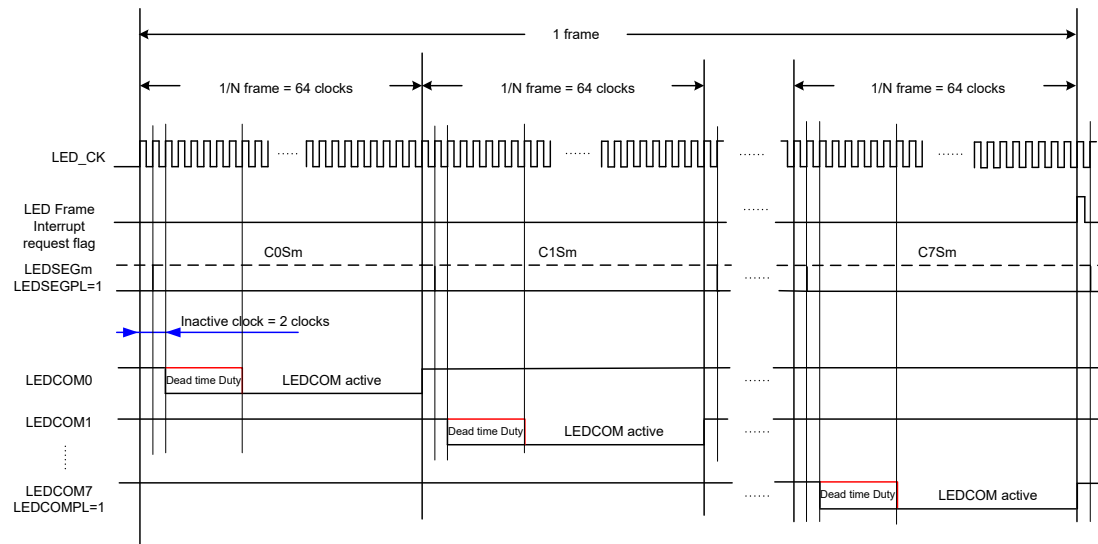 1 frame
1/N frame = 64 clocks
1/N frame = 64 clocks
1/N frame = 64 clocks
LED_CK
......
......
......
......
LED Frame
Interrupt
request flag
......
C0Sm
C1Sm
C7Sm
LEDSEGm
LEDSEGPL=1
......
Inactive clock = 2 clocks
LEDCOM0
Dead time Duty
LEDCOM active
......
LEDCOM1
Dead time Duty
LEDCOM active
......
......
LEDCOM7
LEDCOMPL=1
......
Dead time Duty
LEDCOM active